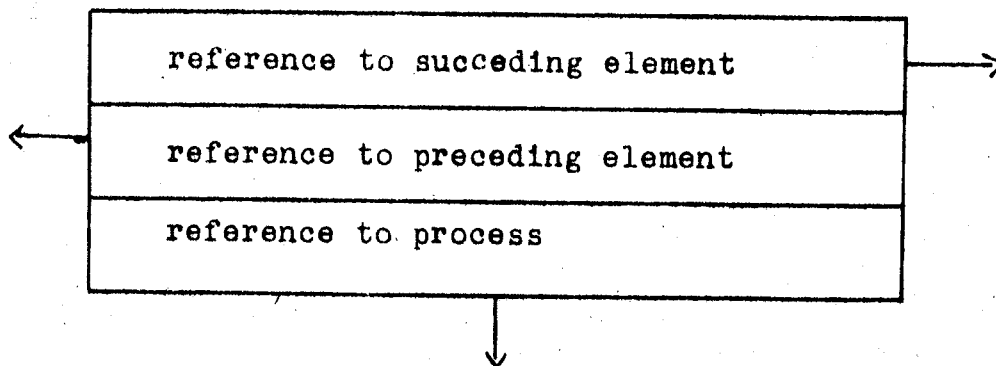 reference to succeding element
reference to preceding element
reference to process